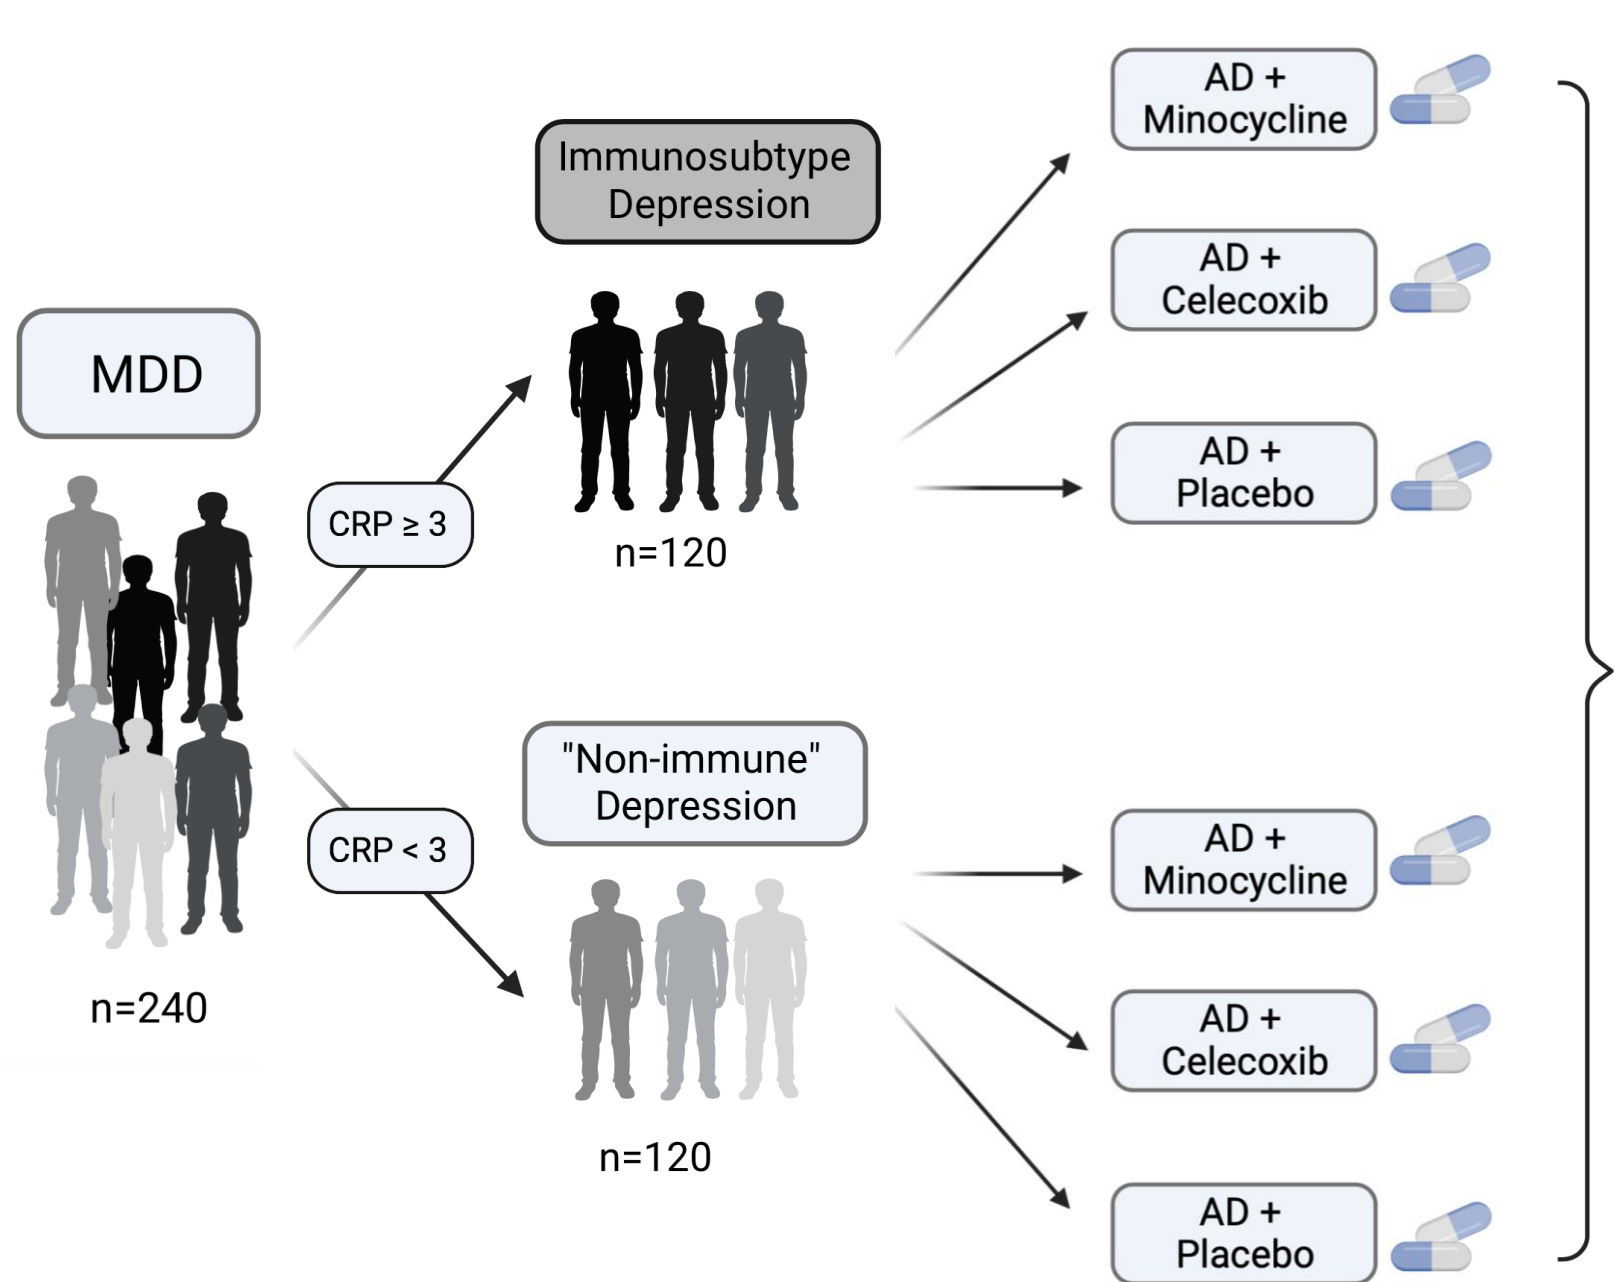 MDD
n=240
CRP ≥ 3
CRP < 3
Immunosubtype
Depression
n=120
"Non-immune"
Depression
n=120
AD +
Minocycline
AD +
Celecoxib
AD +
Placebo
AD +
Minocycline
AD +
Celecoxib
AD +
Placebo